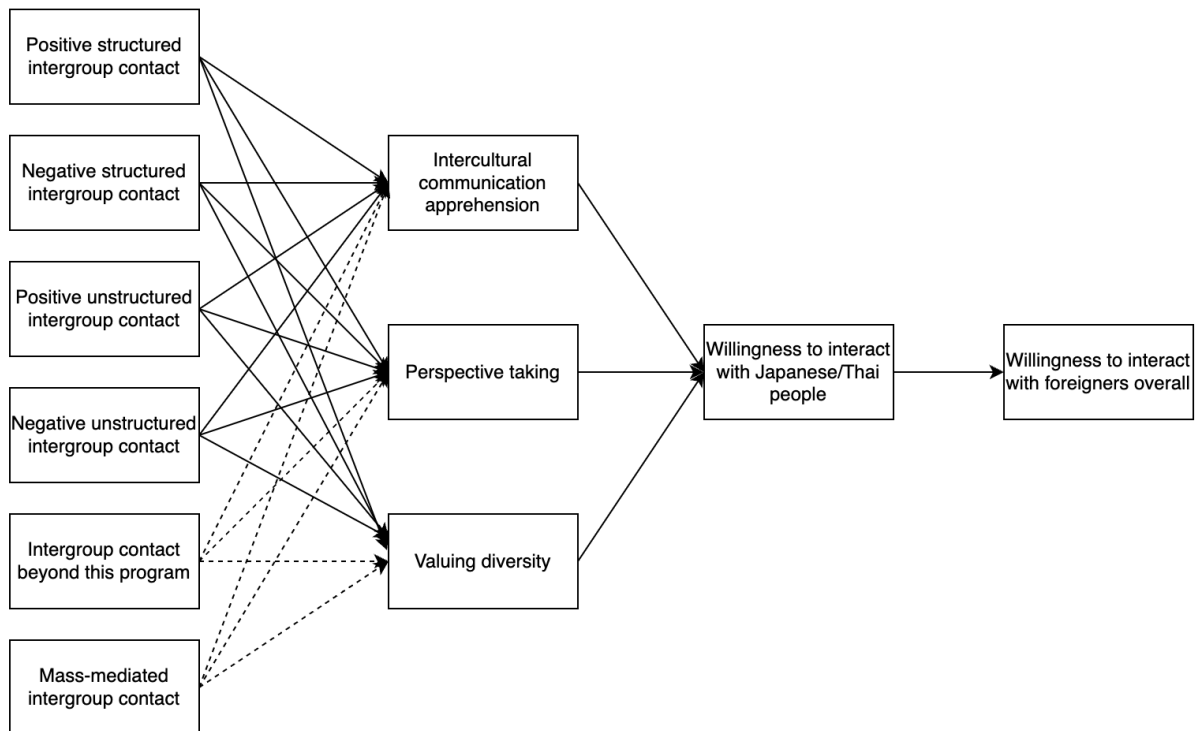 Positive structured
intergroup contact
Negative structured
intergroup contact
Positive unstructured
intergroup contact
Negative unstructured
intergroup contact
Intergroup contact
beyond this program
Mass-mediated
intergroup contact
Intercultural
communication
apprehension
Perspective taking
Valuing diversity
Willingness to interact
with Japanese/Thai
people
Willingness to interact
with foreigners overall